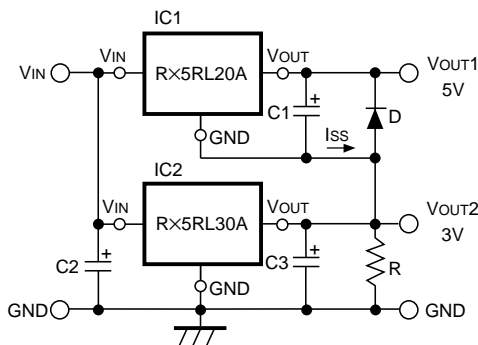 IC1
VIN
VIN
R×5RL20A
VOUT
VOUT1
5V
C1
+
D
ISS
GND
IC2
VIN
R×5RL30A
VOUT
VOUT2
3V
C2
+
C3
+
R
GND
GND
GND